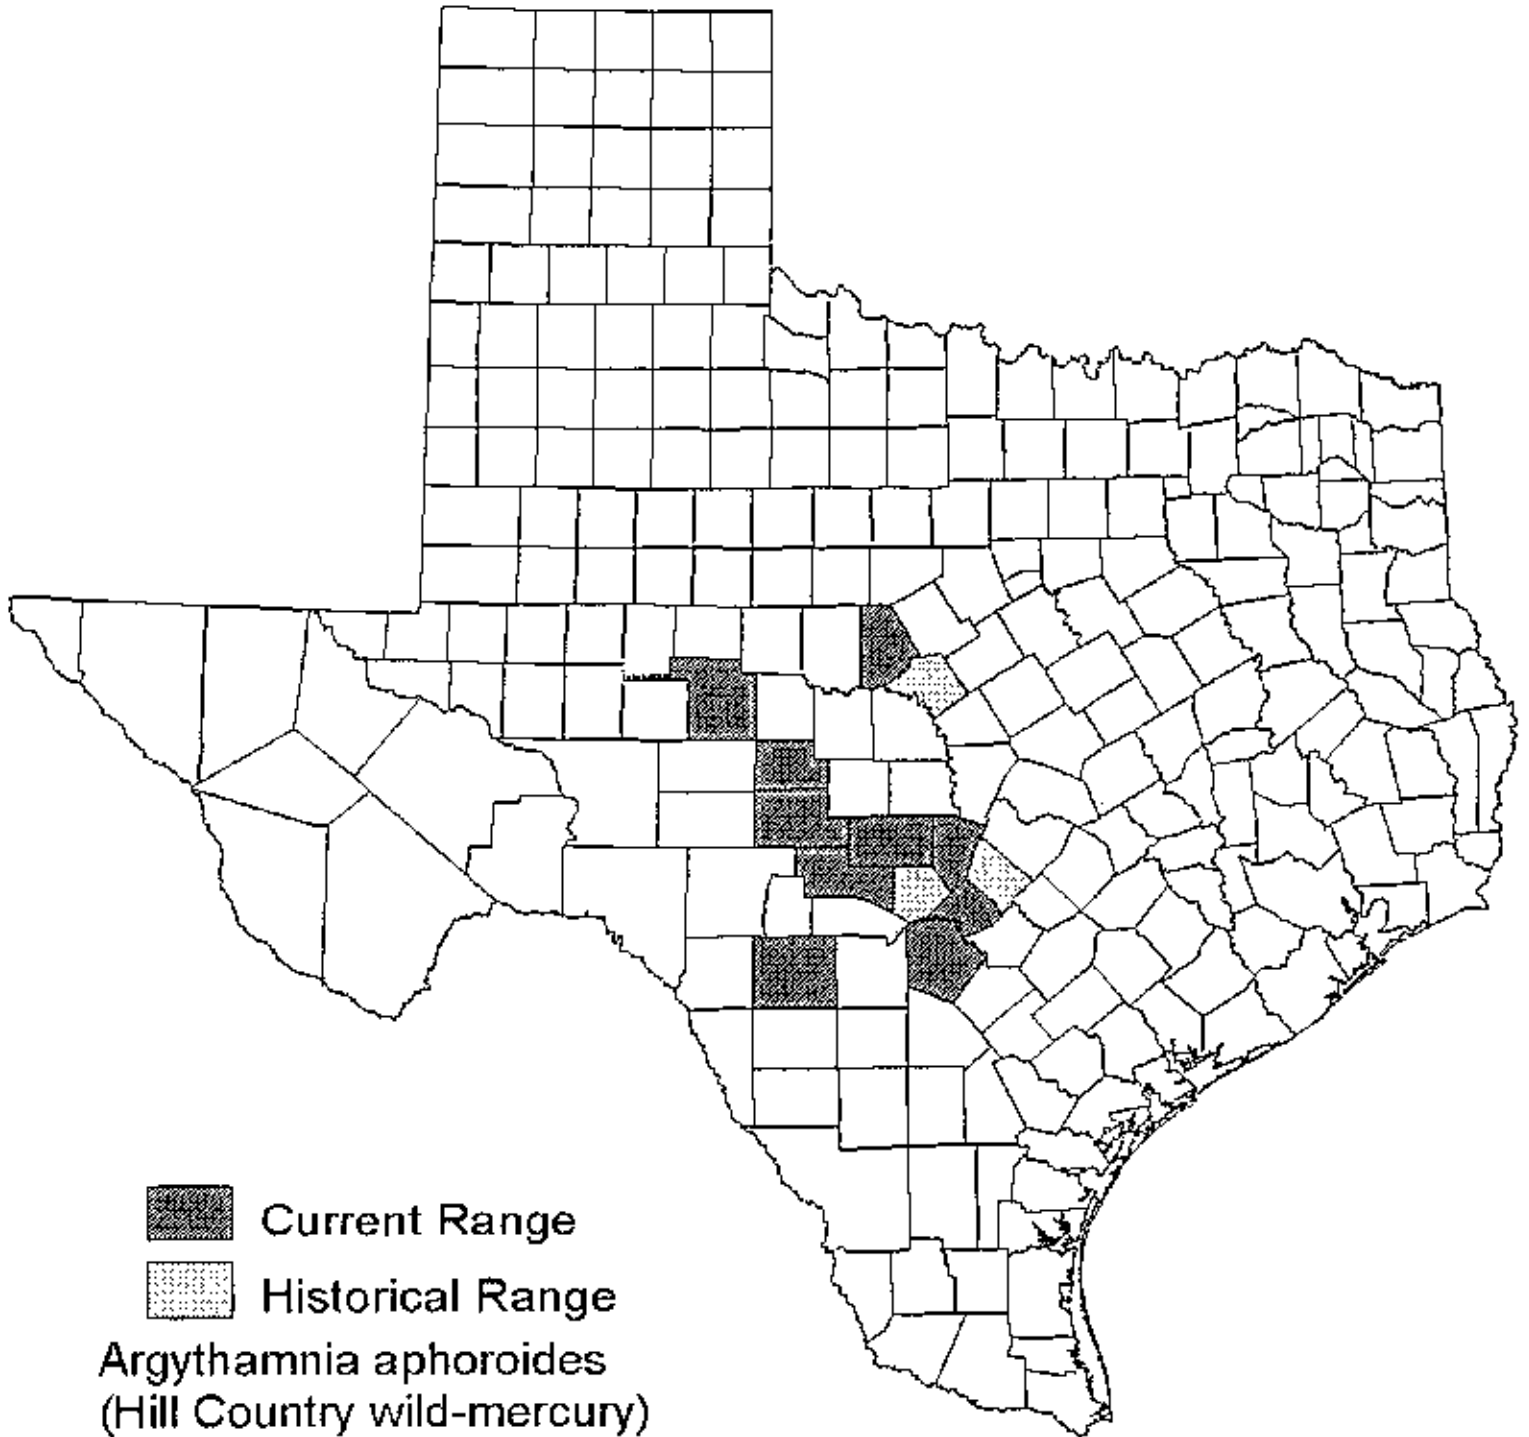 Current Range
Historical Range
Argythamnia aphoroides
(Hill Country wild-mercury)